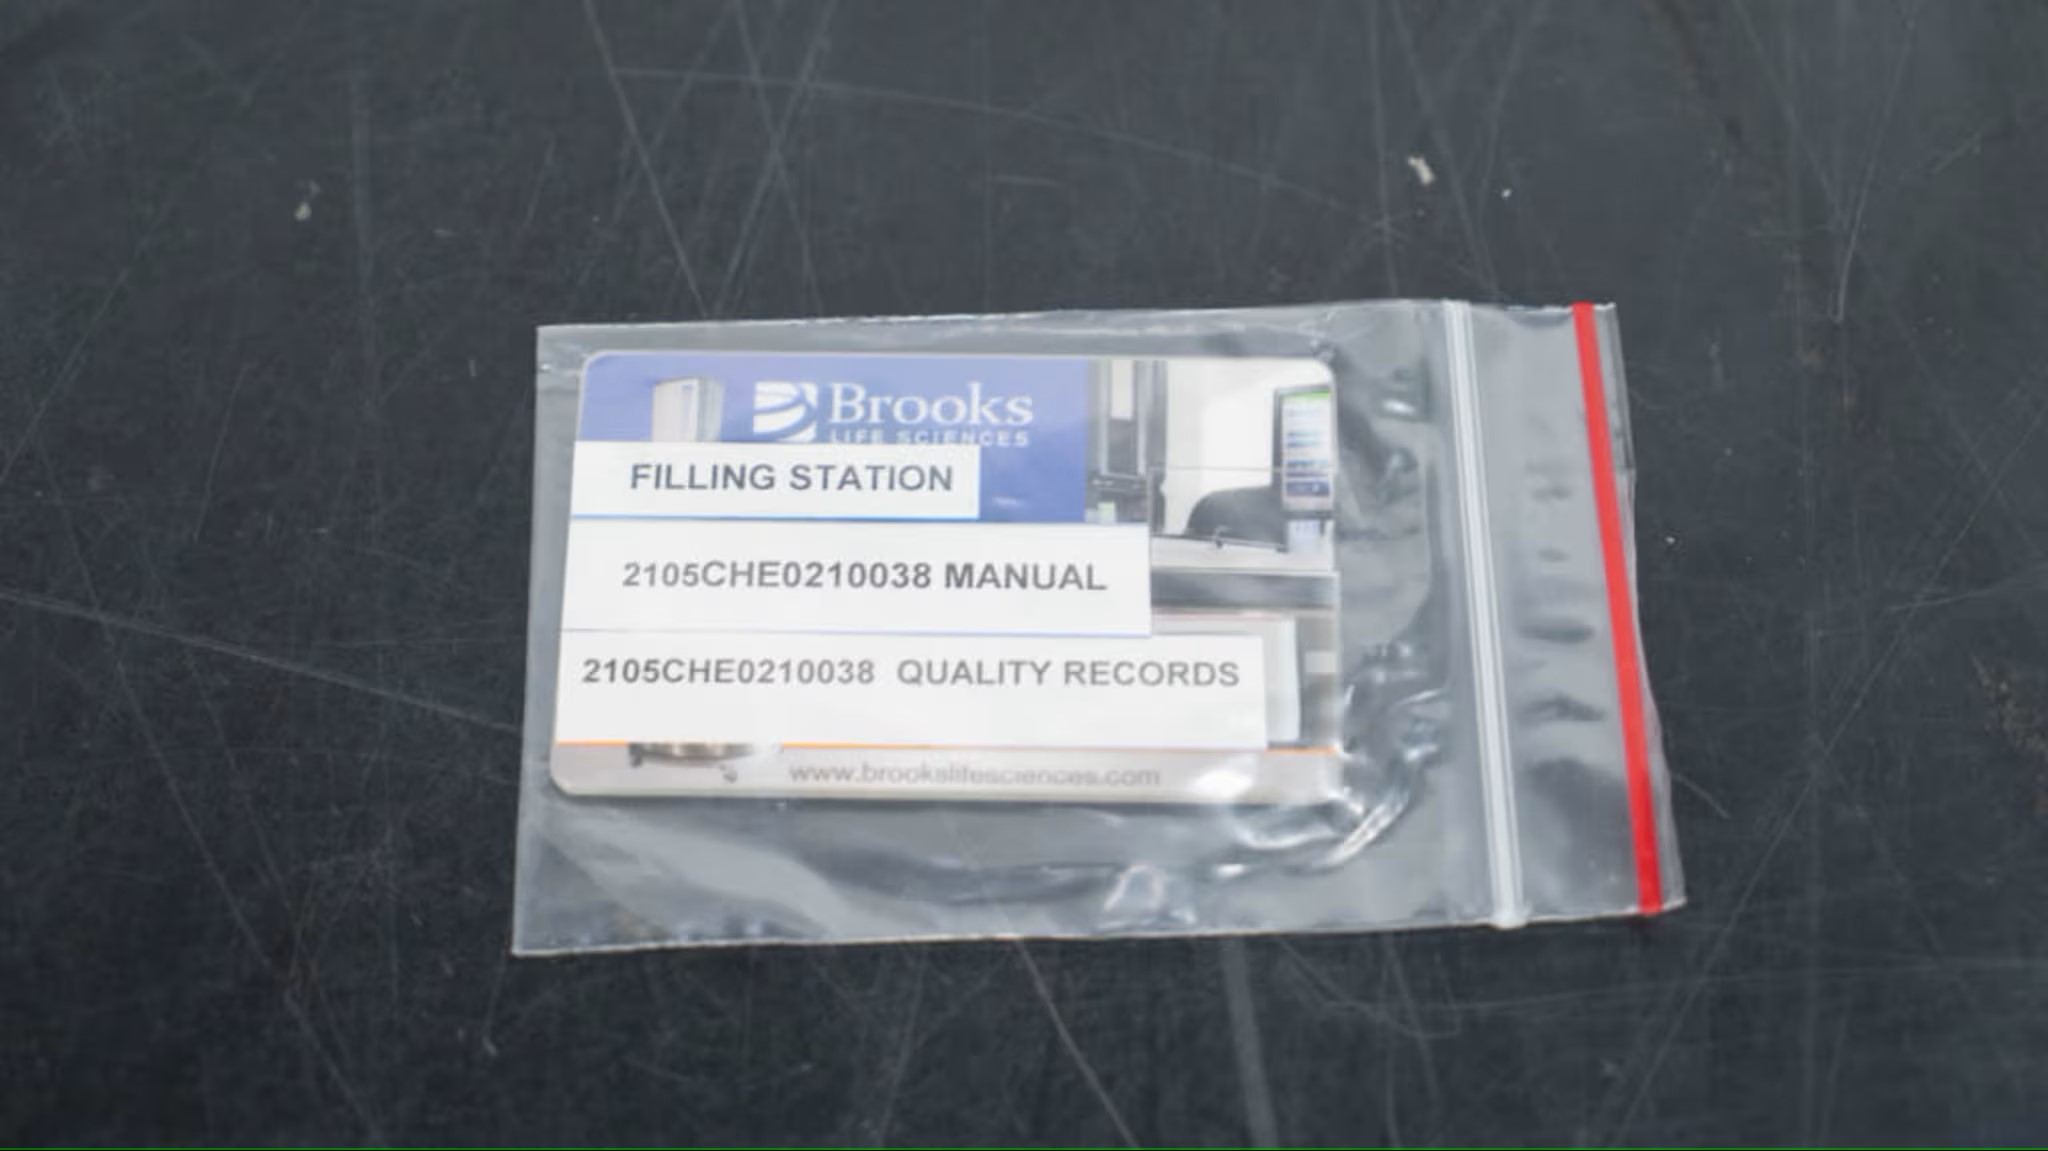 Brooks
LIFE SCIENCES
FILLING STATION
2105CHE0210038 MANUAL
2105CHE0210038 QUALITY RECORDS
www.brookslifesciences.com